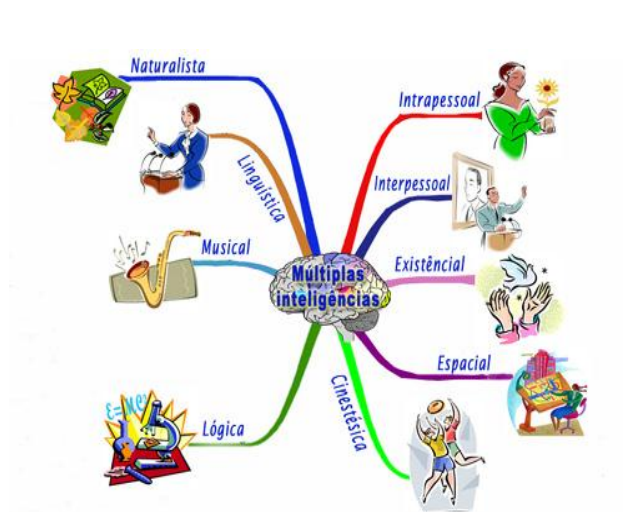 Naturalista
Intrapessoal
Linguística
Interpessoal
Musical
Existêncial
Múltiplas
inteligências
Espacial
Cinestésica
Lógica
E=MC²